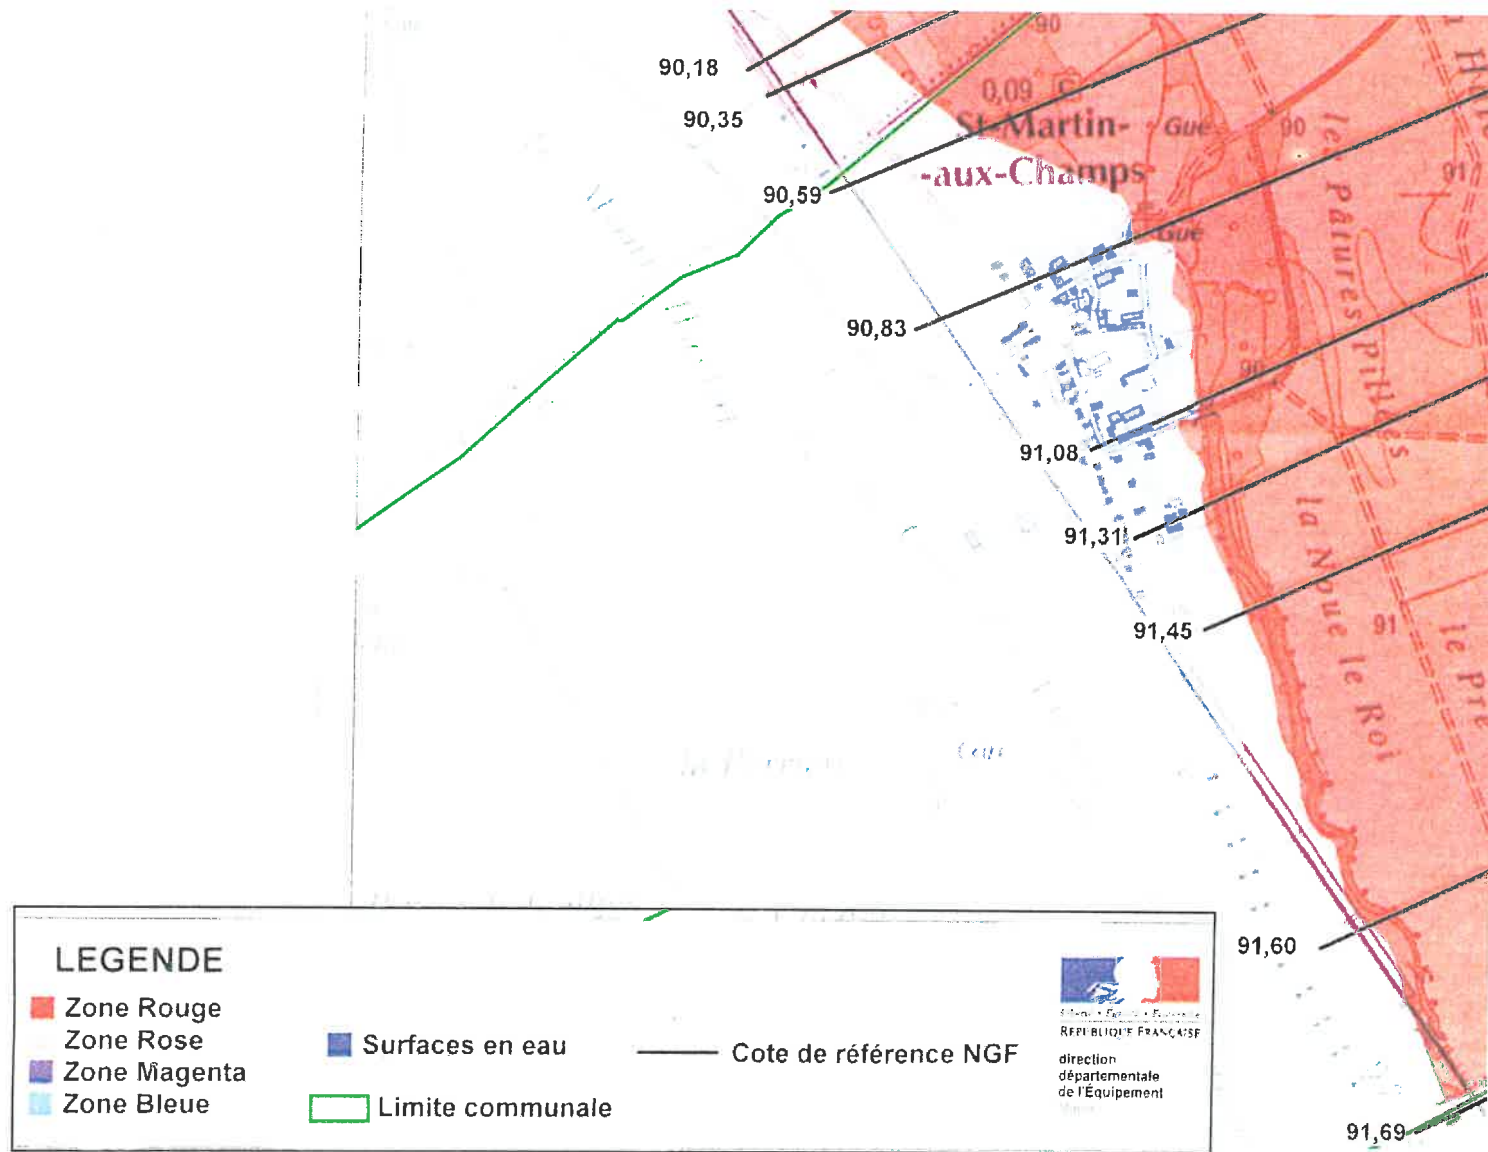 90
90,18
0,09
90,35
St-Martin-
Gué
90
-aux-Champs
91
90,59
Gué
les Pâtures Pillées
90,83
90
91,08
91,31
la Noue le Roi
91,45
91
le Pré
91,60
LEGENDE
Zone Rouge
Zone Rose
Zone Magenta
Zone Bleue
Surfaces en eau
Limite communale
Cote de référence NGF
RÉPUBLIQUE FRANÇAISE
direction
départementale
de l'Équipement
91,69